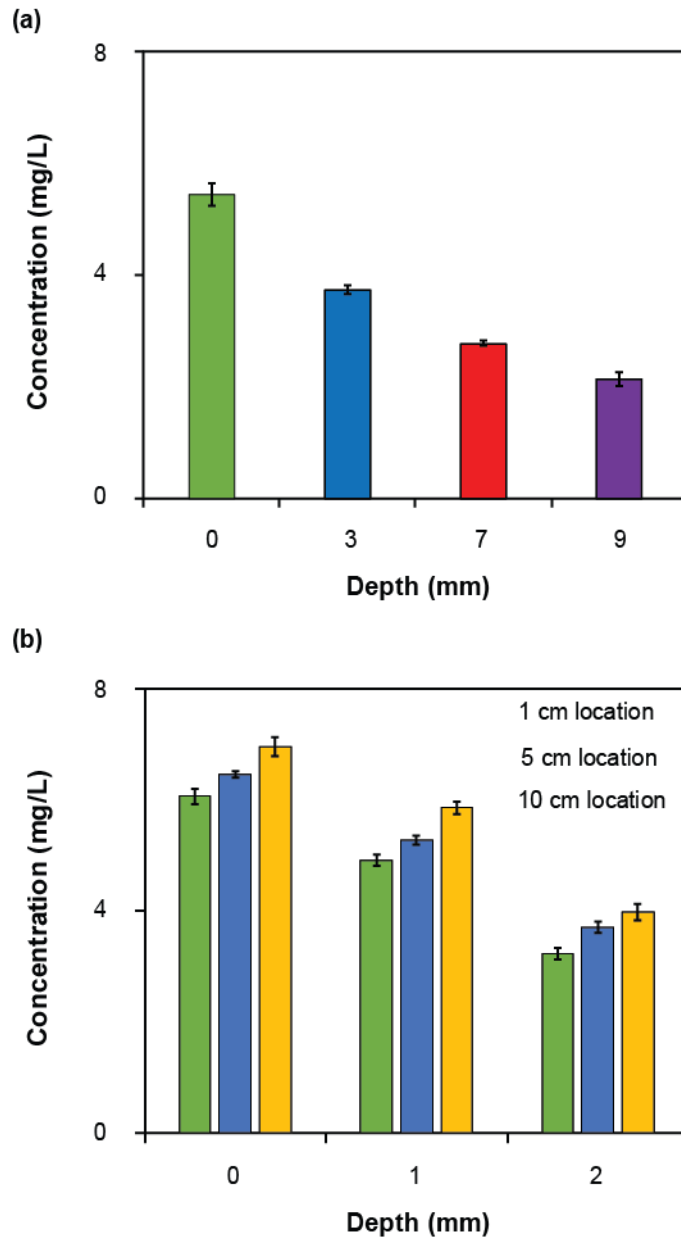 (a)
8
4
0
Concentration (mg/L)
0 3 7 9
Depth (mm)
(b)
8
4
0
Concentration (mg/L)
1 cm location
5 cm location
10 cm location
0 1 2
Depth (mm)